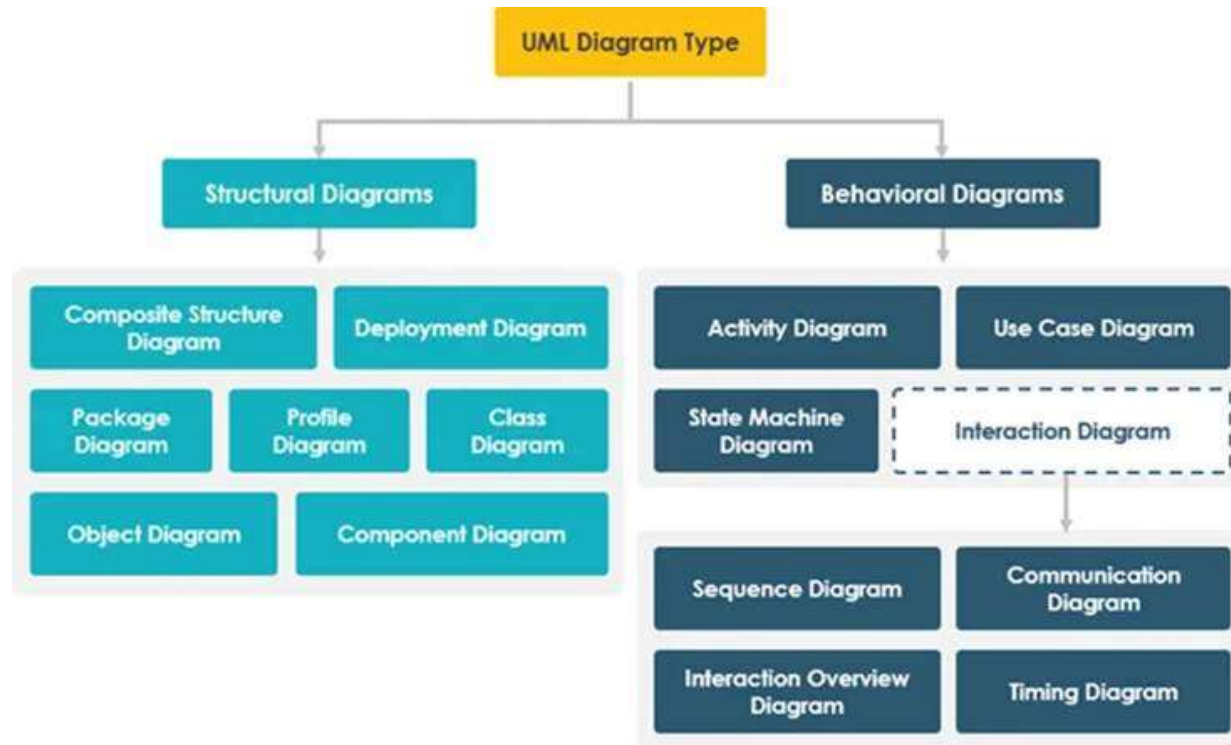 UML Diagram Type
Structural Diagrams
Behavioral Diagrams
Composite Structure
Diagram
Deployment Diagram
Package
Diagram
Profile
Diagram
Class
Diagram
Object Diagram
Component Diagram
Activity Diagram
Use Case Diagram
State Machine
Diagram
Interaction Diagram
Sequence Diagram
Communication
Diagram
Interaction Overview
Diagram
Timing Diagram